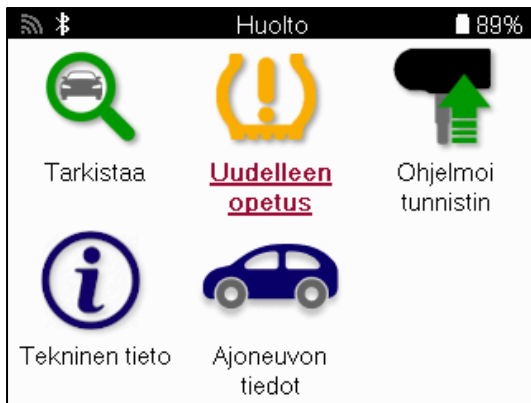 Huolto
89%
Tarkistaa
Uudelleen
opetus
Ohjelmoi
tunnistin
Tekninen tieto
Ajoneuvon
tiedot